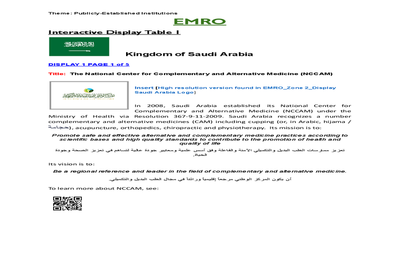 Theme: Publicly-Established Institutions
EMRO
Interactive Display Table I
Kingdom of Saudi Arabia
DISPLAY 1 PAGE 1 of 5
Title: The National Center for Complementary and Alternative Medicine (NCCAM)
Insert [High resolution version found in EMRO_Zone 2_Display
Saudi Arabia Logo]
In 2008, Saudi Arabia established its National Center for
Complementary and Alternative Medicine (NCCAM) under the
Ministry of Health via Resolution 367-9-11-2009. Saudi Arabia recognizes a number
complementary and alternative medicines (CAM) including cupping (or, in Arabic, hijama /
حجامة), acupuncture, orthopedics, chiropractic and physiotherapy. Its mission is to:
Promote safe and effective alternative and complementary medicine practices according to
scientific bases and high quality standards to contribute to the promotion of health and
quality of life
تعزيز ممارسات الطب البديل والتكميلي الآمنة والفاعلة وفق أسس علمية ومعايير جودة عالية لتساهم في تعزيز الصحة وجودة
الحياة.
Its vision is to:
Be a regional reference and leader in the field of complementary and alternative medicine.
أن يكون المركز الوطني مرجعاً إقليمياً ورائداً في مجال الطب البديل والتكميلي.
To learn more about NCCAM, see: